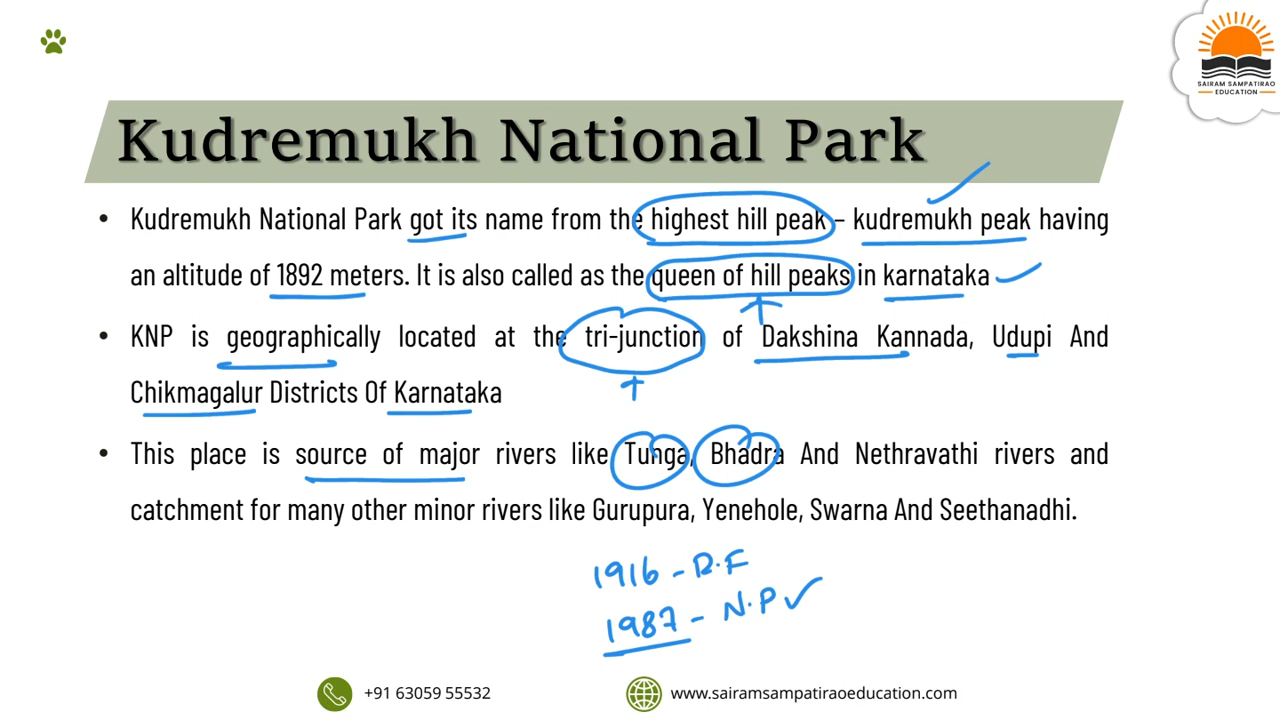 SAIRAM SAMPATIRAO
EDUCATION
Kudremukh National Park
• Kudremukh National Park got its name from the highest hill peak – kudremukh peak having
an altitude of 1892 meters. It is also called as the queen of hill peaks in karnataka
• KNP is geographically located at the tri-junction of Dakshina Kannada, Udupi And
Chikmagalur Districts Of Karnataka
• This place is source of major rivers like Tunga, Bhadra And Nethravathi rivers and
catchment for many other minor rivers like Gurupura, Yenehole, Swarna And Seethanadhi.
1916 - R.F
1987 - N.P
+91 63059 55532
www.sairamsampatiraoeducation.com